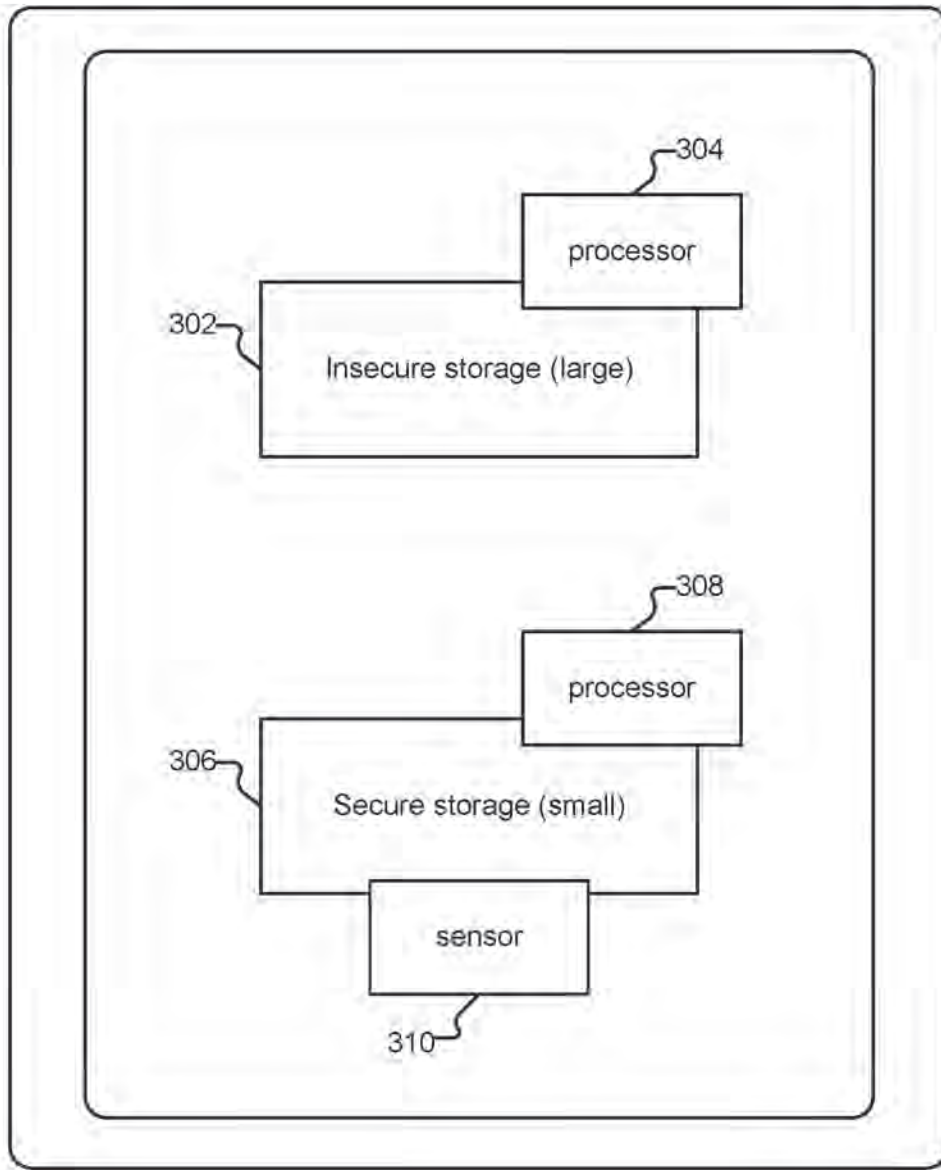 304
processor
302
Insecure storage (large)
308
processor
306
Secure storage (small)
sensor
310